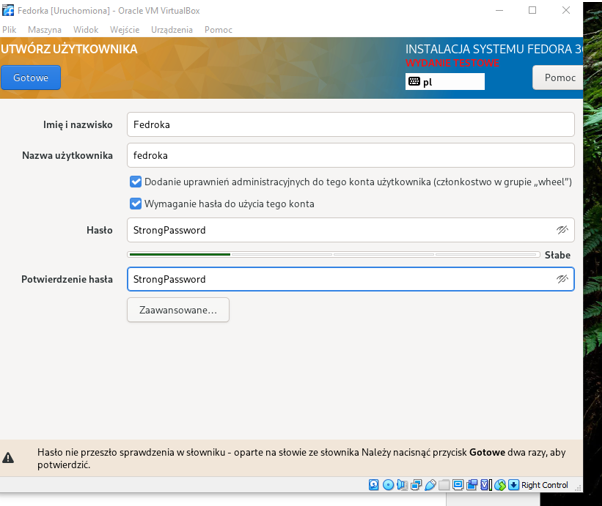 Fedorka [Uruchomiona] - Oracle VM VirtualBox
Plik Maszyna Widok Wejście Urządzenia Pomoc
UTWÓRZ UŻYTKOWNIKA
INSTALACJA SYSTEMU FEDORA 3
WYDANIE TESTOWE
Gotowe
pl
Pomoc
Imię i nazwisko
Fedroka
Nazwa użytkownika
fedroka
Dodanie uprawnień administracyjnych do tego konta użytkownika (członkostwo w grupie „wheel”)
Wymaganie hasła do użycia tego konta
Hasło
StrongPassword
Słabe
Potwierdzenie hasła
StrongPassword
Zaawansowane...
Hasło nie przeszło sprawdzenia w słowniku - oparte na słowie ze słownika Należy nacisnąć przycisk Gotowe dwa razy, aby
potwierdzić.
Right Control